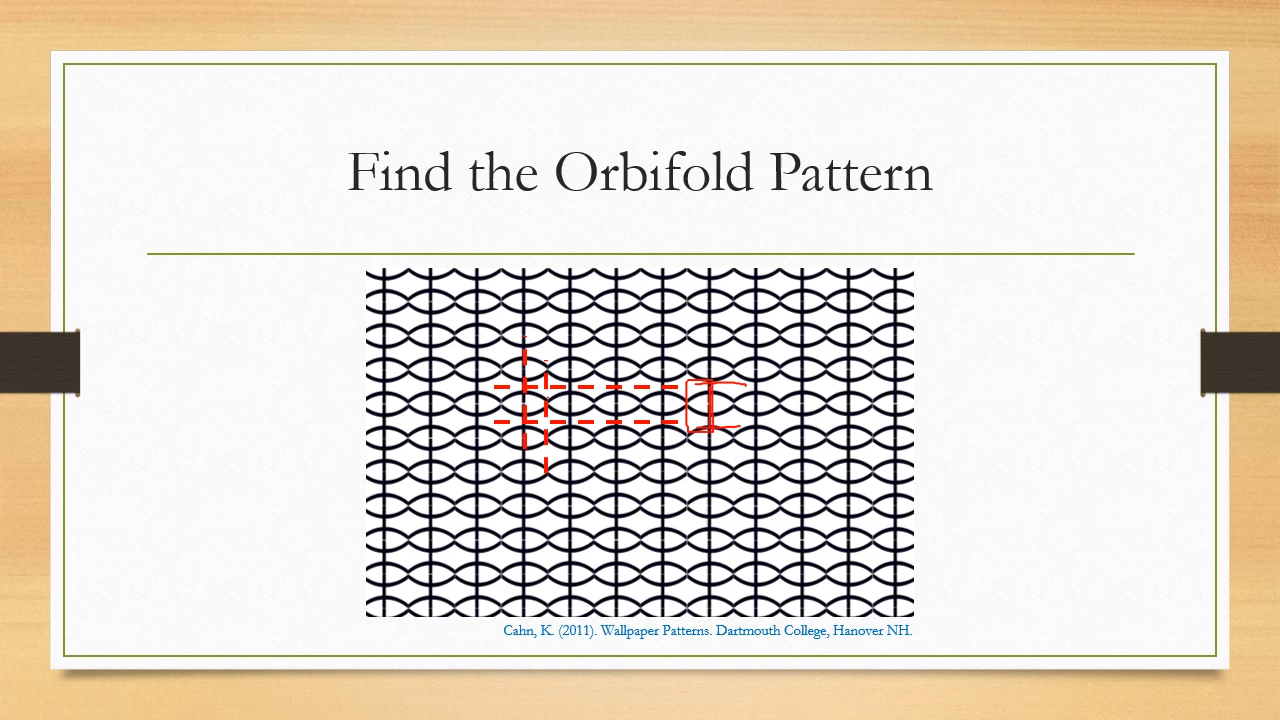 Find the Orbifold Pattern
Cahn, K. (2011). Wallpaper Patterns. Dartmouth College, Hanover NH.